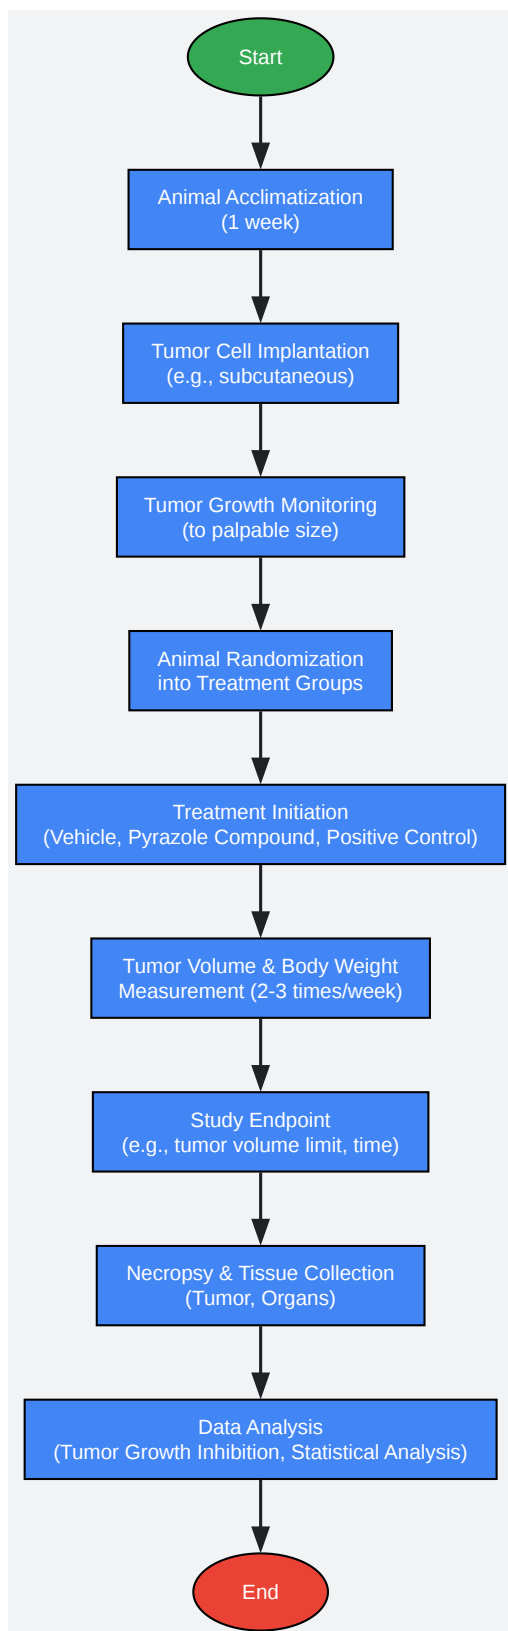 Start
Animal Acclimatization
(1 week)
Tumor Cell Implantation
(e.g., subcutaneous)
Tumor Growth Monitoring
(to palpable size)
Animal Randomization
into Treatment Groups
Treatment Initiation
(Vehicle, Pyrazole Compound, Positive Control)
Tumor Volume & Body Weight
Measurement (2-3 times/week)
Study Endpoint
(e.g., tumor volume limit, time)
Necropsy & Tissue Collection
(Tumor, Organs)
Data Analysis
(Tumor Growth Inhibition, Statistical Analysis)
End